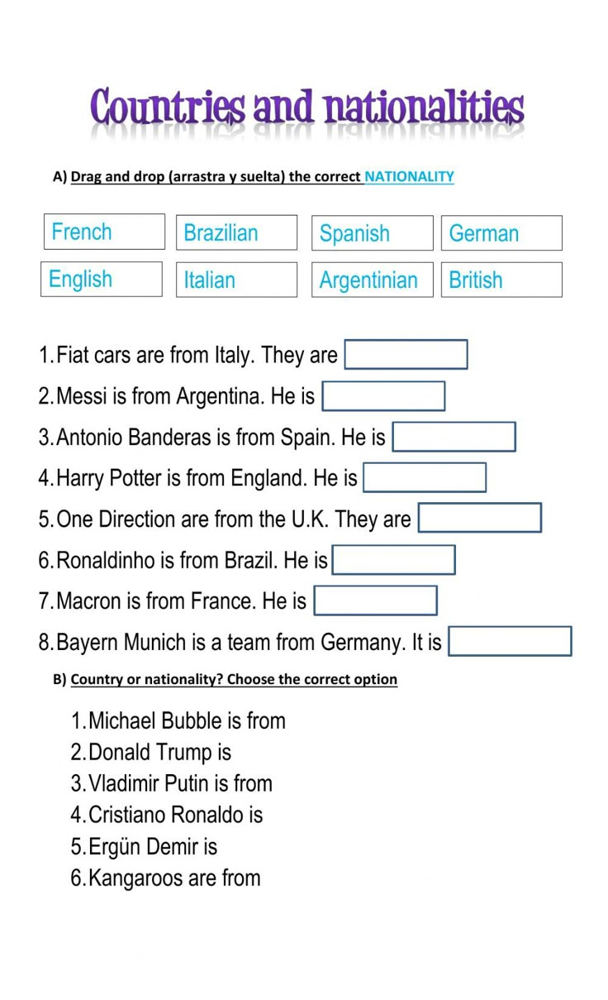 Countries and nationalities
A) Drag and drop (arrastra y suelta) the correct NATIONALITY
French Brazilian Spanish German
English Italian Argentinian British
1.Fiat cars are from Italy. They are
2.Messi is from Argentina. He is
3.Antonio Banderas is from Spain. He is
4.Harry Potter is from England. He is
5.One Direction are from the U.K. They are
6.Ronaldinho is from Brazil. He is
7.Macron is from France. He is
8.Bayern Munich is a team from Germany. It is
B) Country or nationality? Choose the correct option
1.Michael Bubble is from
2.Donald Trump is
3.Vladimir Putin is from
4.Cristiano Ronaldo is
5.Ergün Demir is
6.Kangaroos are from